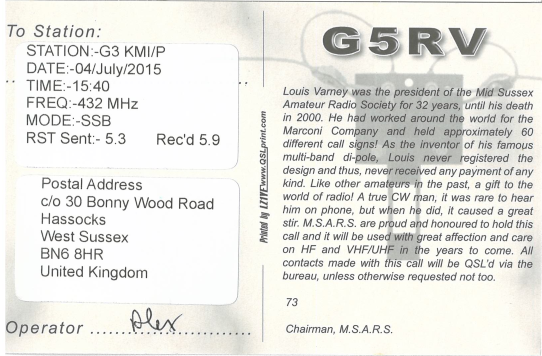 To Station:
STATION:-G3 KMI/P
DATE:-04/July/2015
TIME:-15:40
FREQ:-432 MHz
MODE:-SSB
RST Sent:- 5.3 Rec'd 5.9
Postal Address
c/o 30 Bonny Wood Road
Hassocks
West Sussex
BN6 8HR
United Kingdom
Operator ............................
Alex
Printed by LZ1VE www.QSLprint.com
G5RV
Louis Varney was the president of the Mid Sussex
Amateur Radio Society for 32 years, until his death
in 2000. He had worked around the world for the
Marconi Company and held approximately 60
different call signs! As the inventor of his famous
multi-band di-pole, Louis never registered the
design and thus, never received any payment of any
kind. Like other amateurs in the past, a gift to the
world of radio! A true CW man, it was rare to hear
him on phone, but when he did, it caused a great
stir. M.S.A.R.S. are proud and honoured to hold this
call and it will be used with great affection and care
on HF and VHF/UHF in the years to come. All
contacts made with this call will be QSL'd via the
bureau, unless otherwise requested not too.
73
Chairman, M.S.A.R.S.